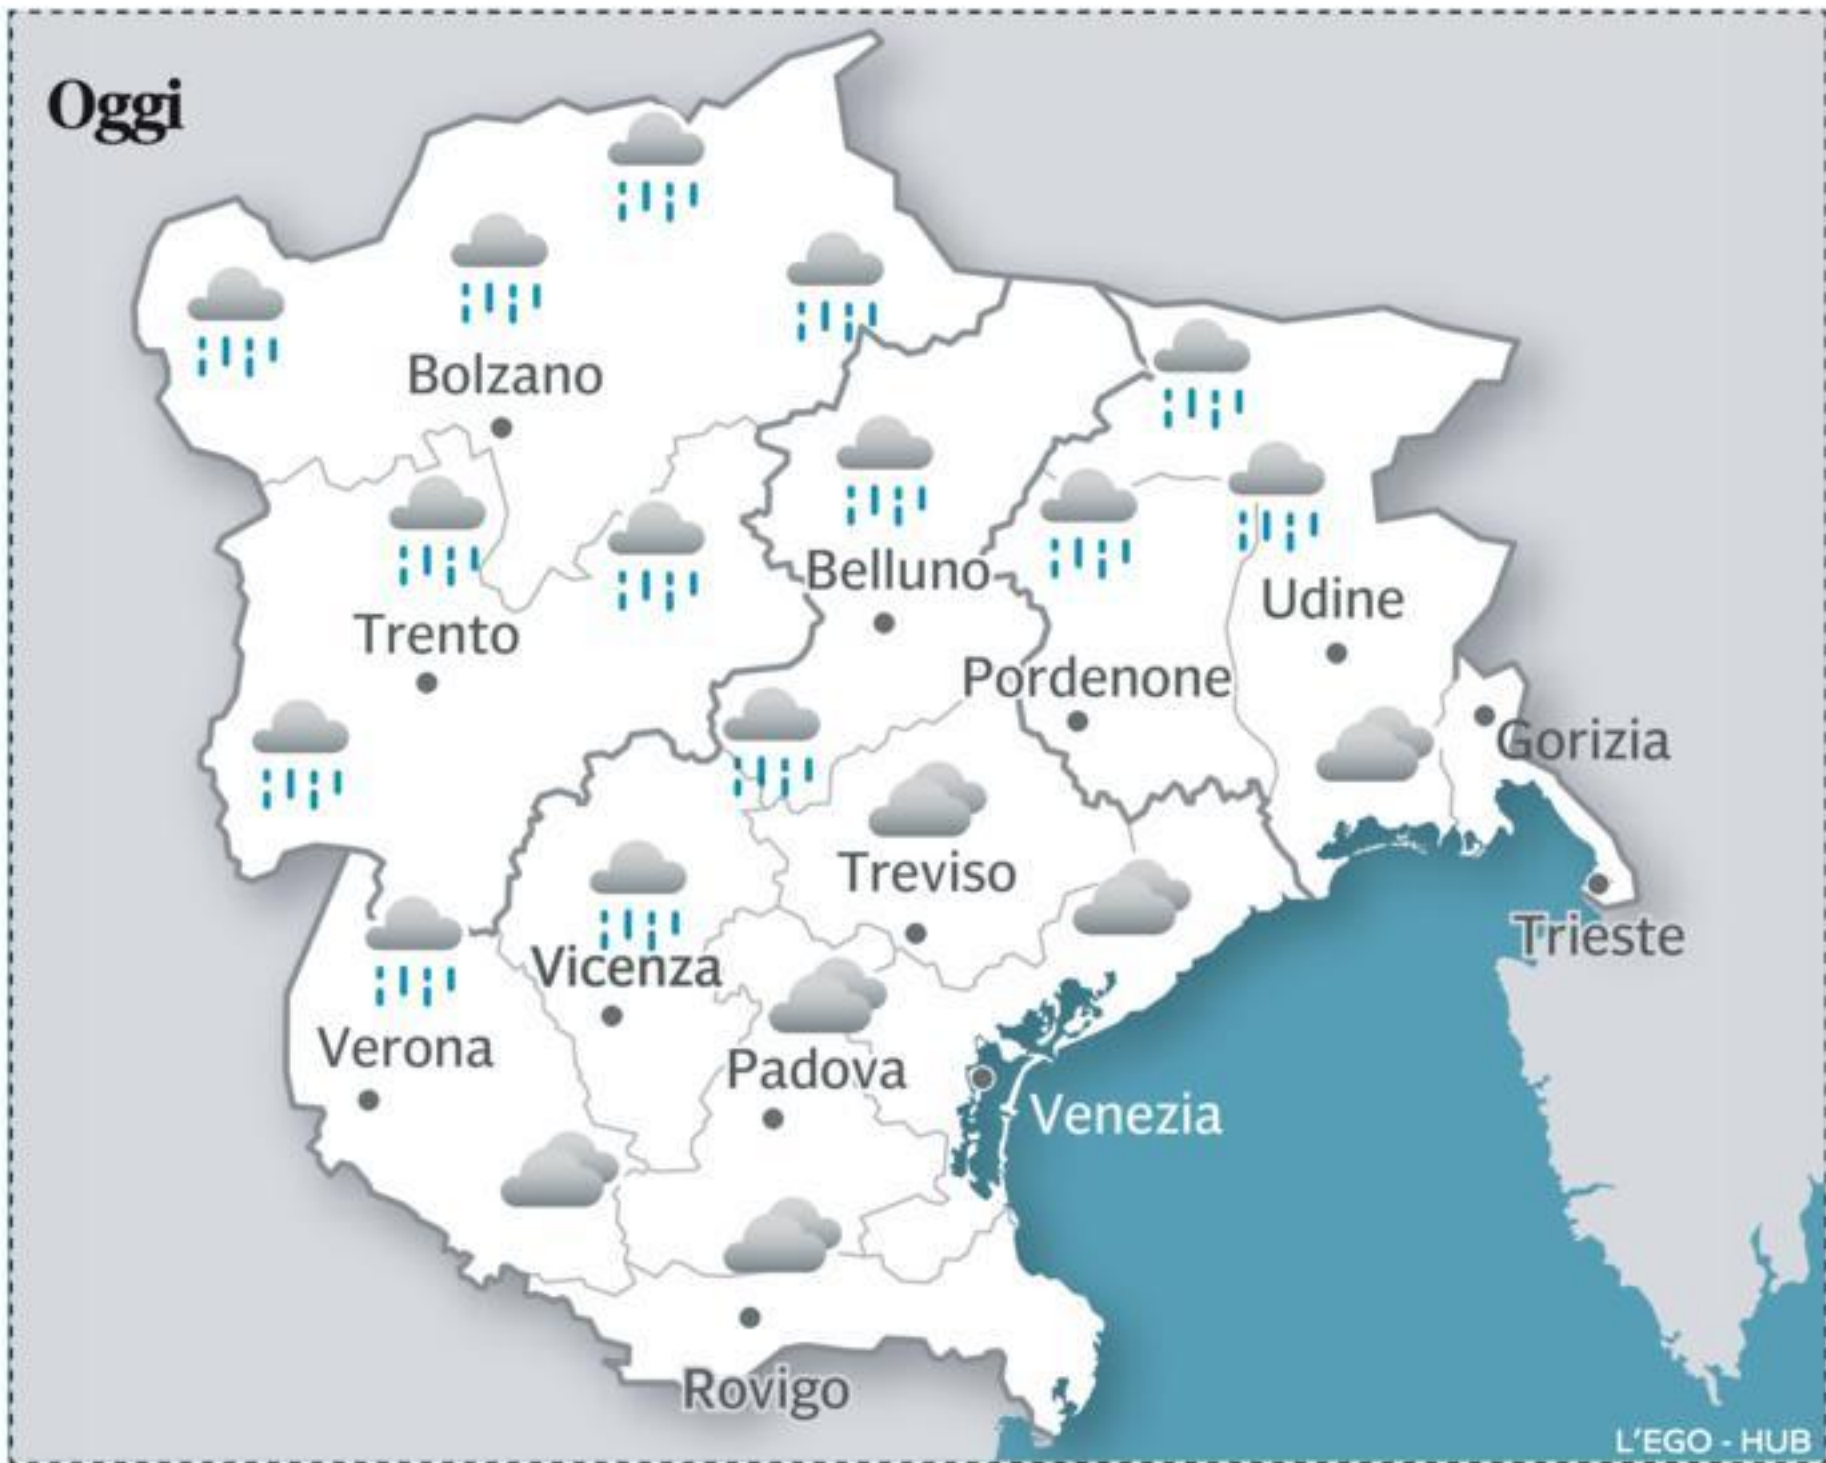 Oggi
Bolzano
Belluno
Udine
Trento
Pordenone
Gorizia
Treviso
Trieste
Vicenza
Verona
Padova
Venezia
Rovigo
L'EGO - HUB